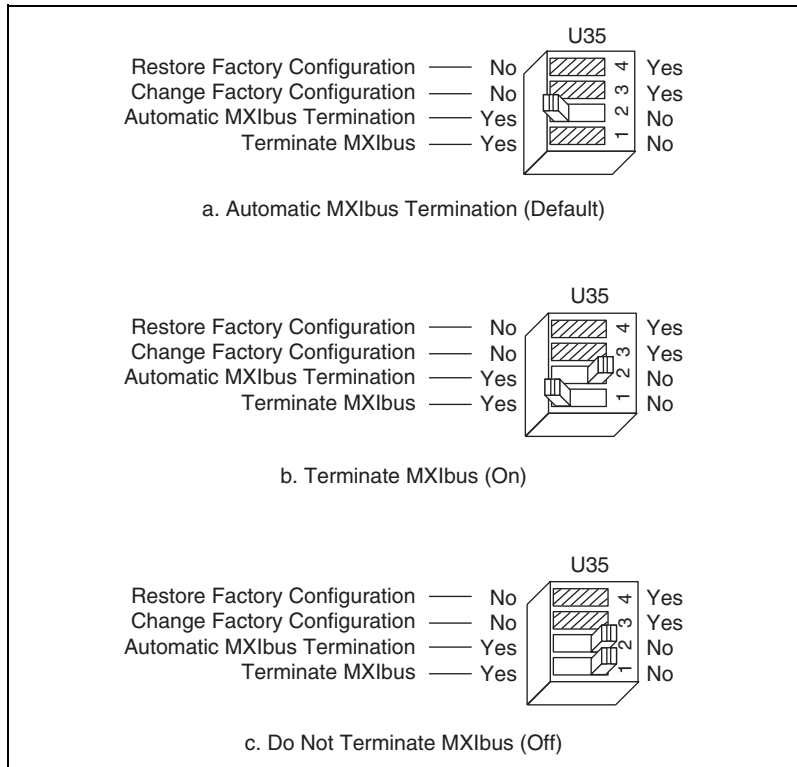 U35
Restore Factory Configuration No 4 Yes
Change Factory Configuration No 3 Yes
Automatic MXIbus Termination Yes 2 No
Terminate MXIbus Yes 1 No
a. Automatic MXIbus Termination (Default)
U35
Restore Factory Configuration No 4 Yes
Change Factory Configuration No 3 Yes
Automatic MXIbus Termination Yes 2 No
Terminate MXIbus Yes 1 No
b. Terminate MXIbus (On)
U35
Restore Factory Configuration No 4 Yes
Change Factory Configuration No 3 Yes
Automatic MXIbus Termination Yes 2 No
Terminate MXIbus Yes 1 No
c. Do Not Terminate MXIbus (Off)